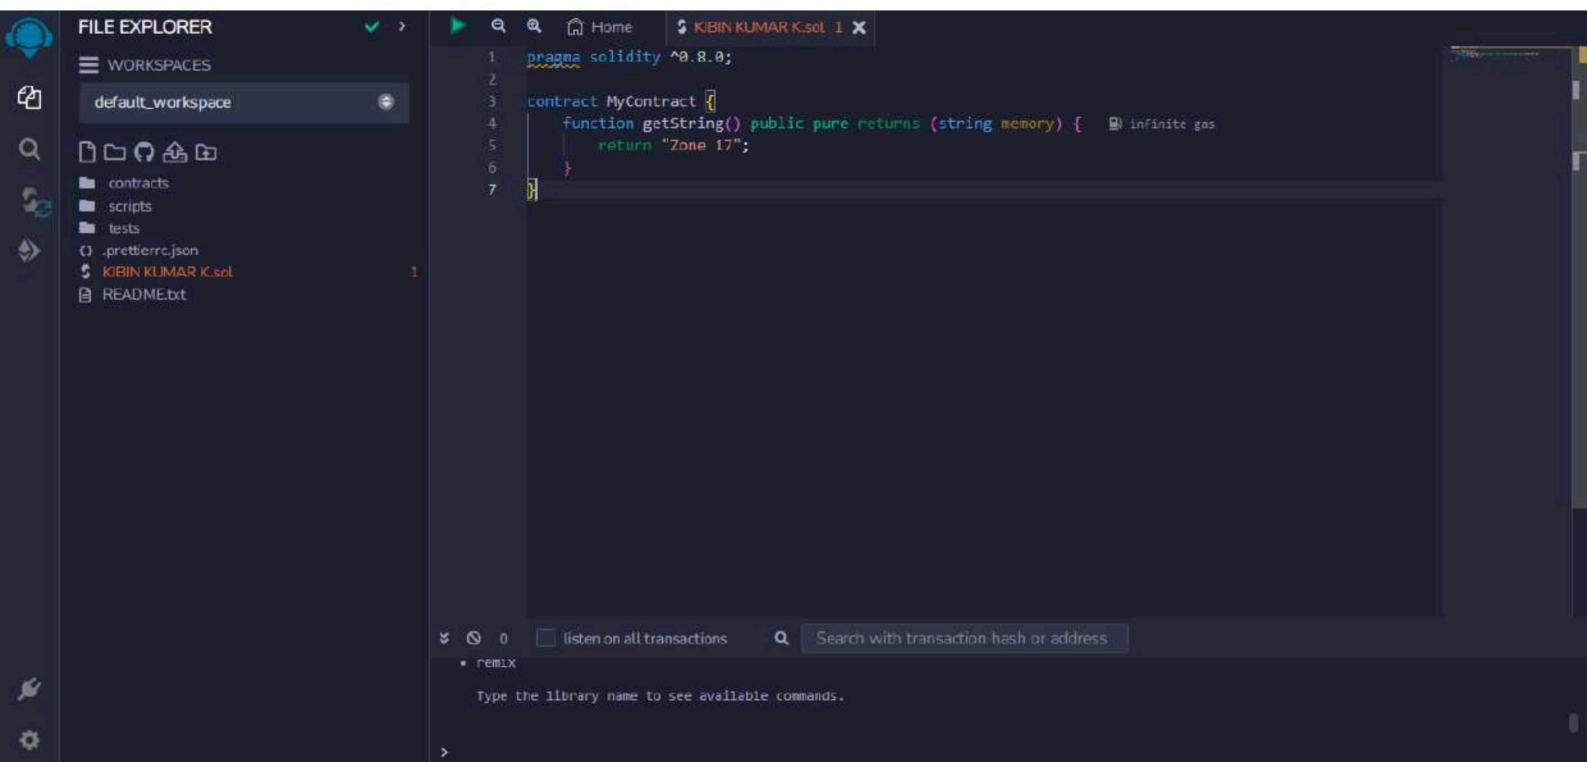 FILE EXPLORER
WORKSPACES
default_workspace
contracts
scripts
tests
{} .prettierrc.json
KIBIN KUMAR K.sol 1
README.txt
Home KIBIN KUMAR K.sol 1
1 pragma solidity ^0.8.0;
2
3 contract MyContract {
4 function getString() public pure returns (string memory) { infinite gas
5 return "Zone 17";
6 }
7 }
0 listen on all transactions Search with transaction hash or address
• remix
Type the library name to see available commands.
>